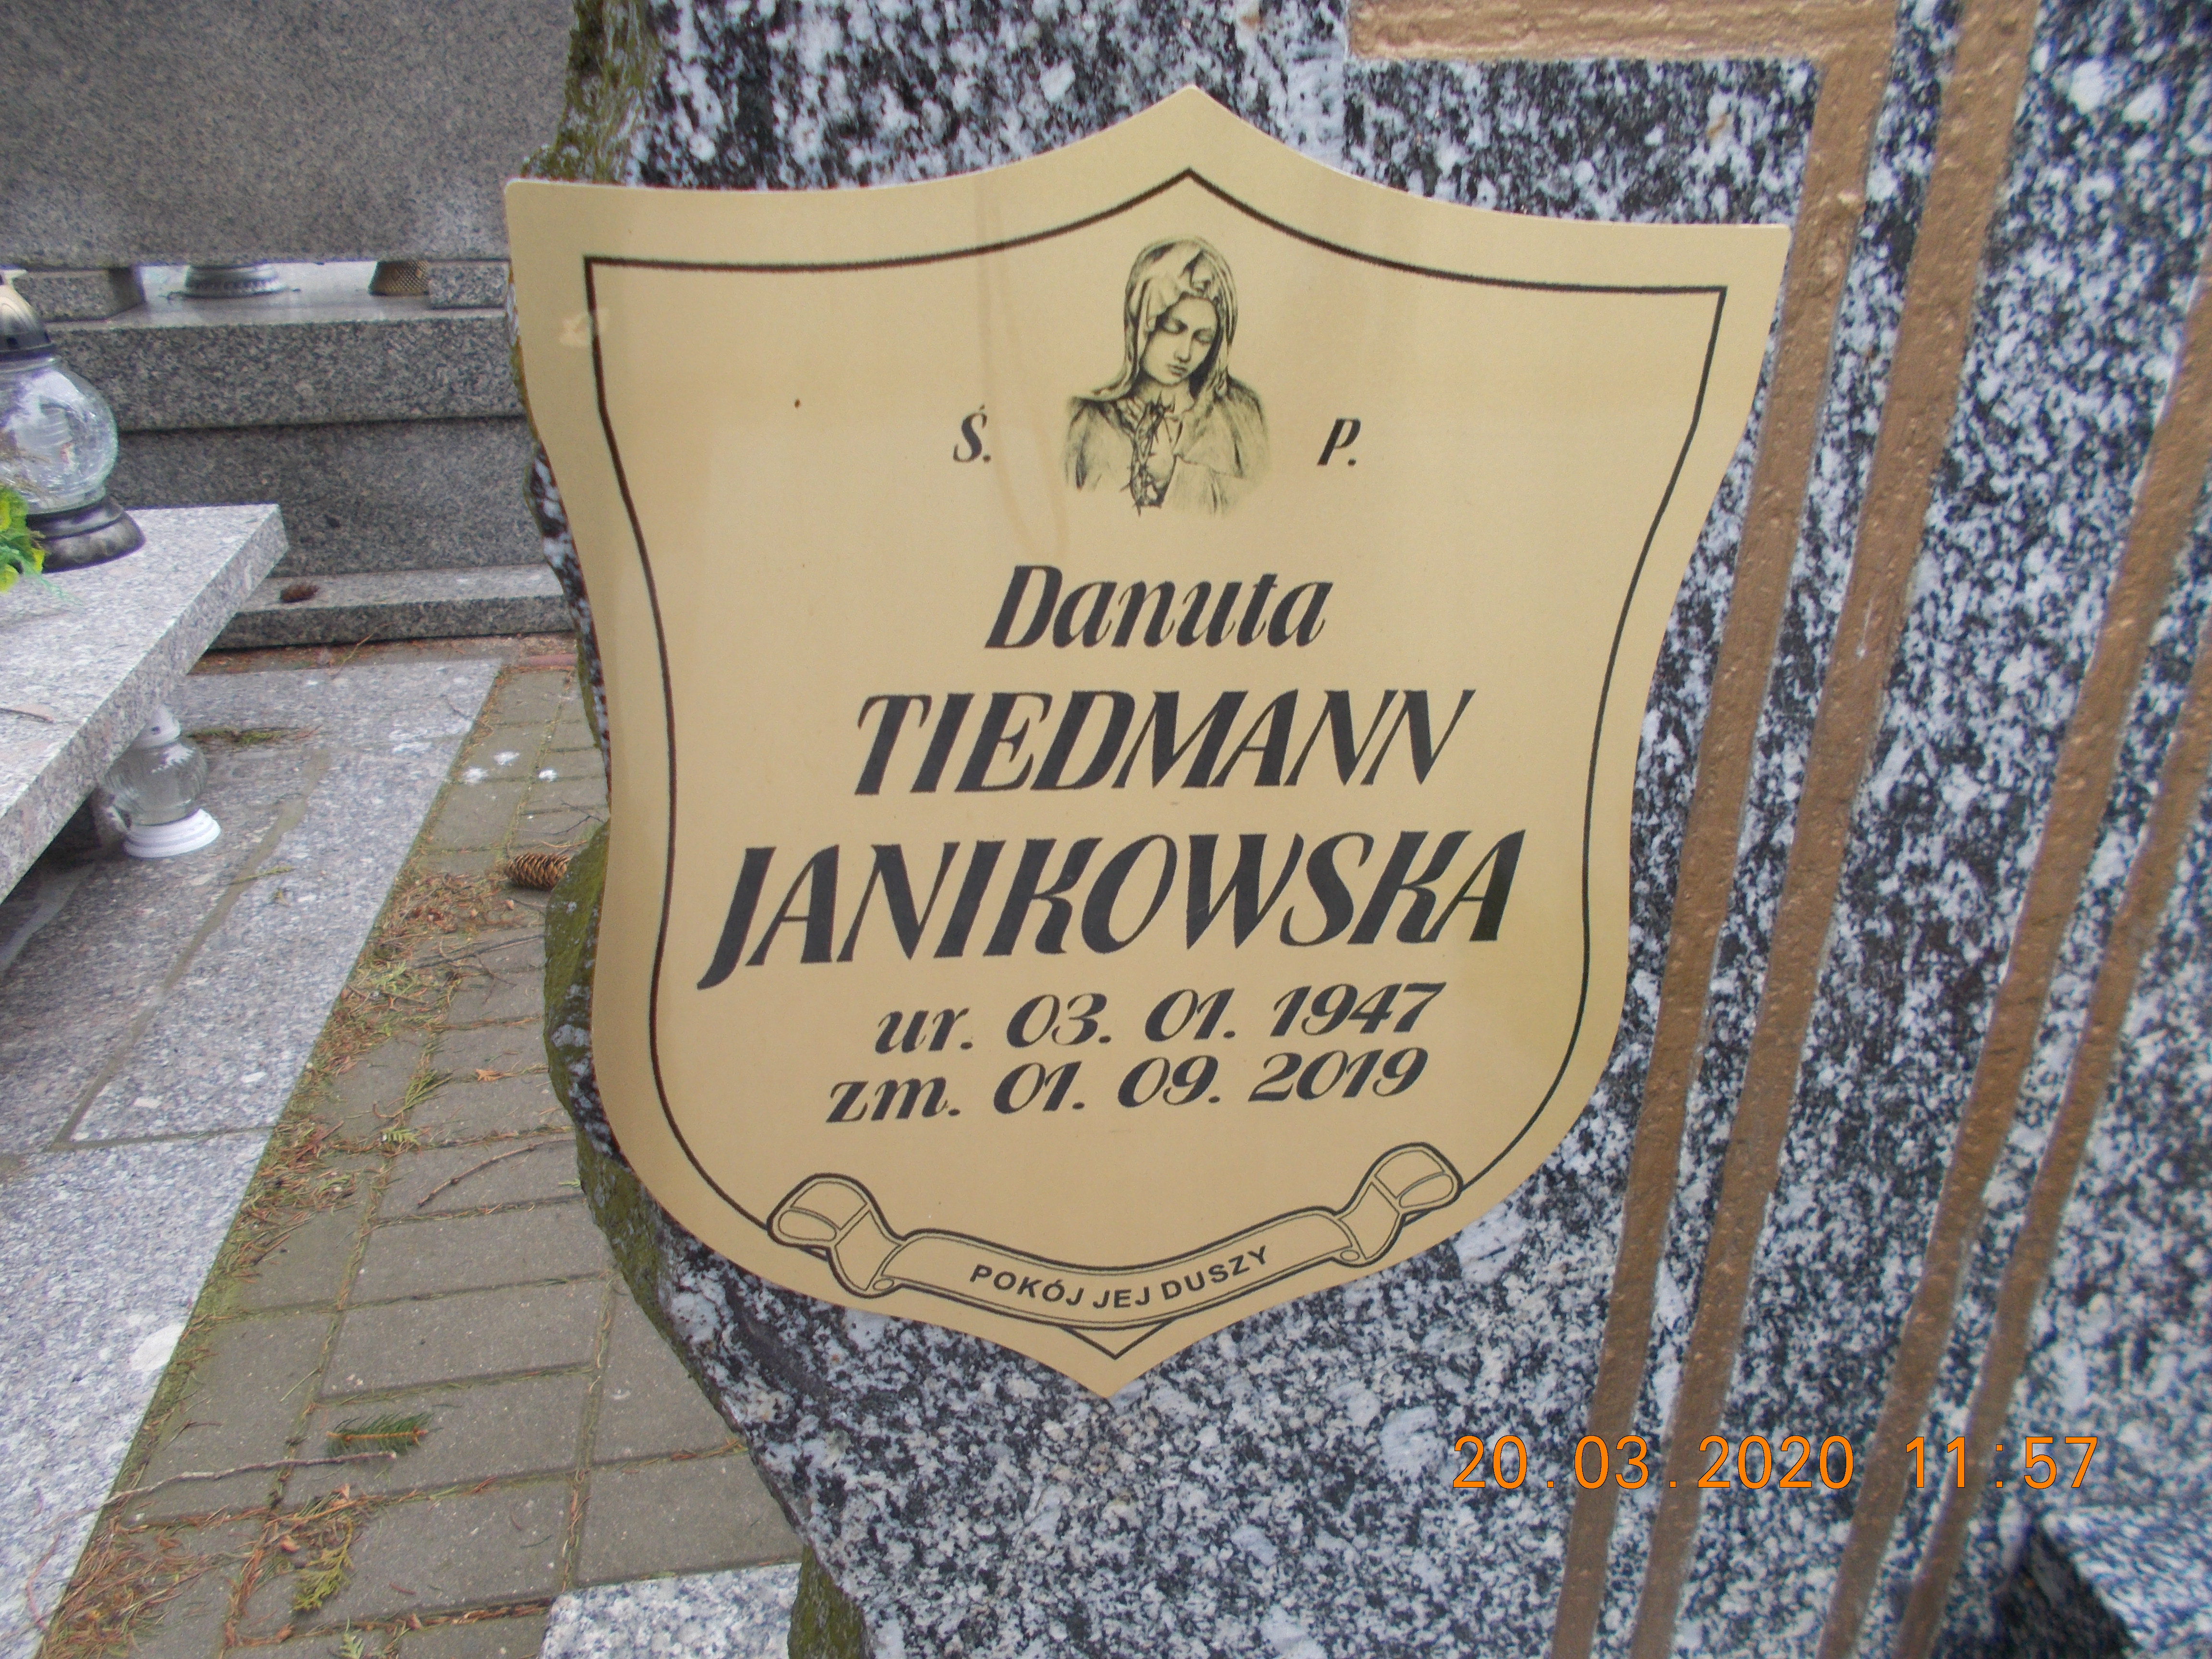 Ś. P.
Danuta
TIEDMANN
JANIKOWSKA
ur. 03. 01. 1947
zm. 01. 09. 2019
POKÓJ JEJ DUSZY
20.03.2020 11:57